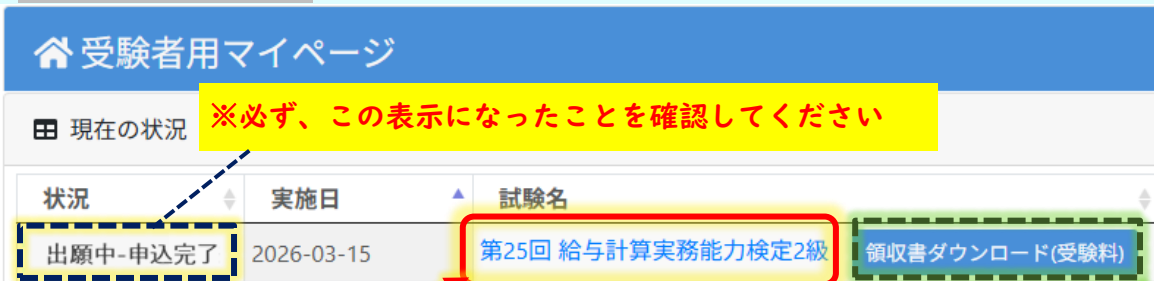 受験者用マイページ
※必ず、この表示になったことを確認してください
現在の状況
状況 実施日 試験名
出願中-申込完了 2026-03-15 第25回 給与計算実務能力検定2級 領収書ダウンロード(受験料)